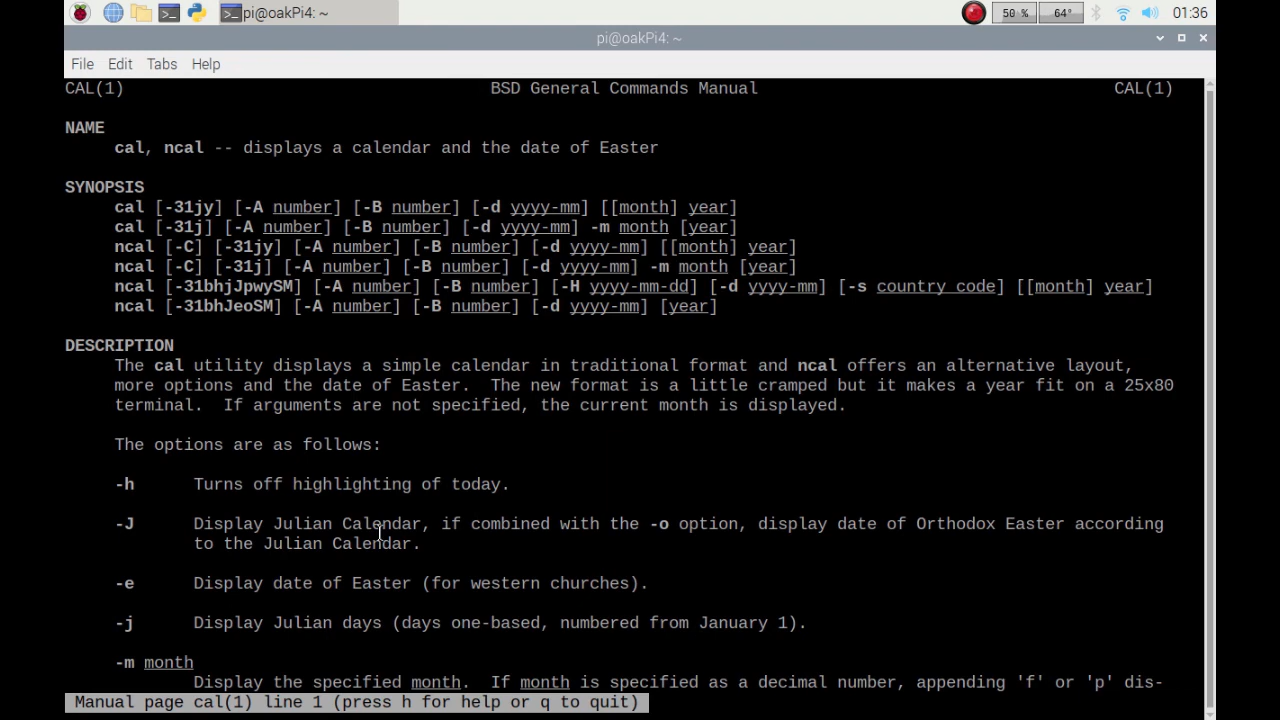 pi@oakPi4: ~
50 %
64°
01:36
pi@oakPi4: ~
File Edit Tabs Help
CAL(1) BSD General Commands Manual CAL(1)
NAME
cal, ncal -- displays a calendar and the date of Easter
SYNOPSIS
cal [-31jy] [-A number] [-B number] [-d yyyy-mm] [[month] year]
cal [-31j] [-A number] [-B number] [-d yyyy-mm] -m month [year]
ncal [-C] [-31jy] [-A number] [-B number] [-d yyyy-mm] [[month] year]
ncal [-C] [-31j] [-A number] [-B number] [-d yyyy-mm] -m month [year]
ncal [-31bhjJpwySM] [-A number] [-B number] [-H yyyy-mm-dd] [-d yyyy-mm] [-s country_code] [[month] year]
ncal [-31bhJeoSM] [-A number] [-B number] [-d yyyy-mm] [year]
DESCRIPTION
The cal utility displays a simple calendar in traditional format and ncal offers an alternative layout,
more options and the date of Easter. The new format is a little cramped but it makes a year fit on a 25x80
terminal. If arguments are not specified, the current month is displayed.
The options are as follows:
-h Turns off highlighting of today.
-J Display Julian Calendar, if combined with the -o option, display date of Orthodox Easter according
to the Julian Calendar.
-e Display date of Easter (for western churches).
-j Display Julian days (days one-based, numbered from January 1).
-m month
Display the specified month. If month is specified as a decimal number, appending 'f' or 'p' dis-
Manual page cal(1) line 1 (press h for help or q to quit)